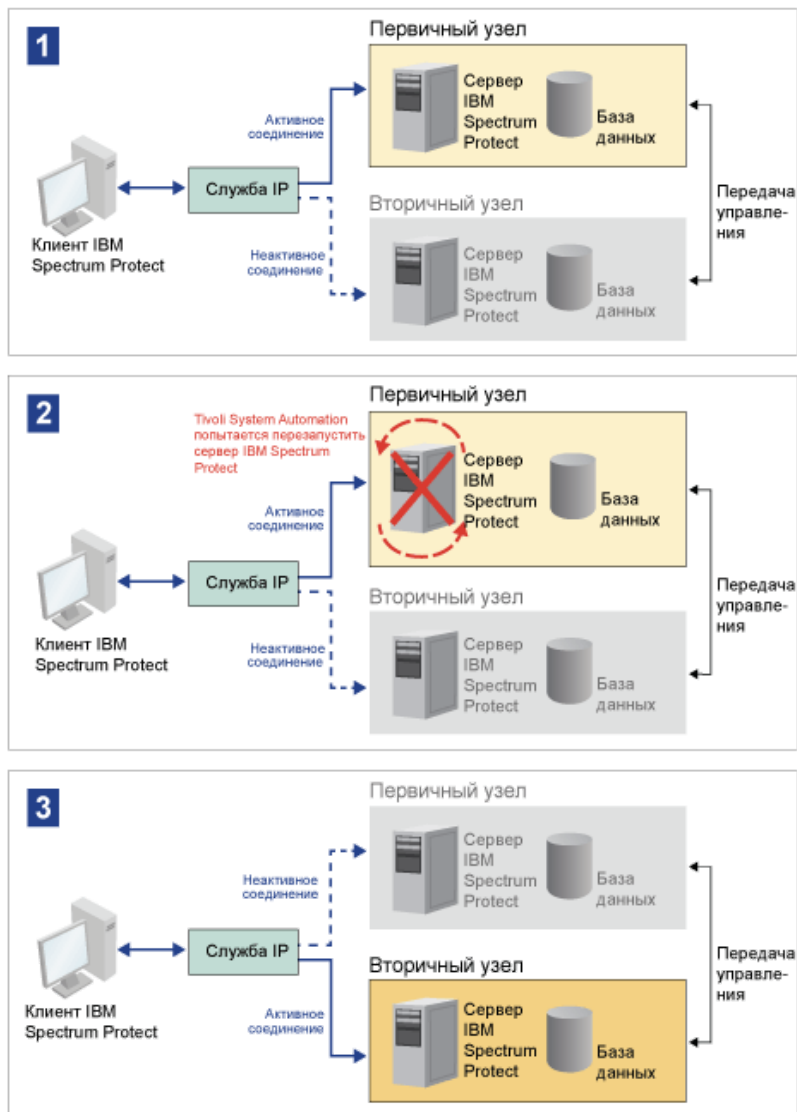 1
Первичный узел
Сервер
IBM
Spectrum
Protect
База
данных
Активное
соединение
Служба IP
Клиент IBM
Spectrum Protect
Неактивное
соединение
Вторичный узел
Сервер
IBM
Spectrum
Protect
База
данных
Передача
управле-
ния
2
Первичный узел
Tivoli System Automation
попытается перезапустить
сервер IBM Spectrum
Protect
Сервер
IBM
Spectrum
Protect
База
данных
Активное
соединение
Служба IP
Клиент IBM
Spectrum Protect
Неактивное
соединение
Вторичный узел
Сервер
IBM
Spectrum
Protect
База
данных
Передача
управле-
ния
3
Первичный узел
Сервер
IBM
Spectrum
Protect
База
данных
Неактивное
соединение
Служба IP
Клиент IBM
Spectrum Protect
Активное
соединение
Вторичный узел
Сервер
IBM
Spectrum
Protect
База
данных
Передача
управле-
ния